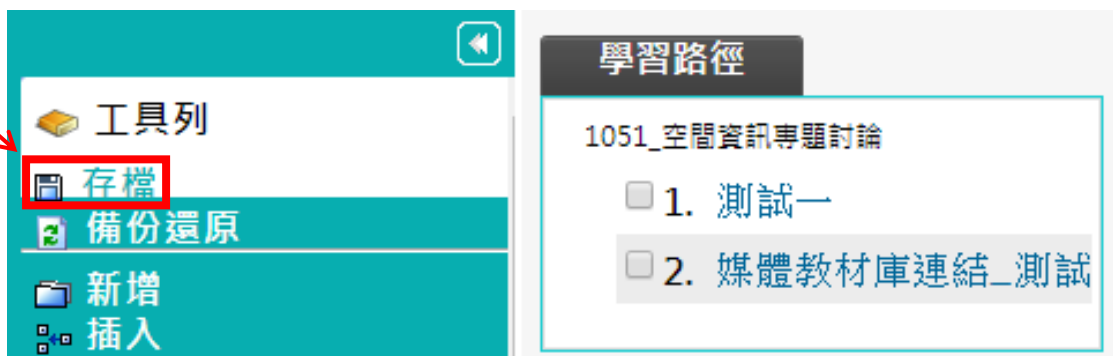 工具列
存檔
備份還原
新增
插入
學習路徑
1051_空間資訊專題討論
1. 測試一
2. 媒體教材庫連結_測試